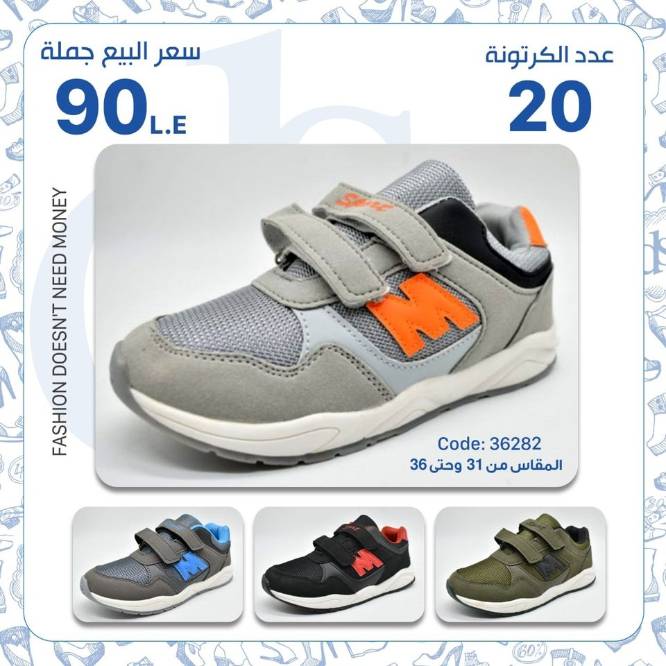 عدد الكرتونة
20
سعر البيع جملة
90L.E
FASHION DOESN'T NEED MONEY
Code: 36282
المقاس من 31 وحتى 36